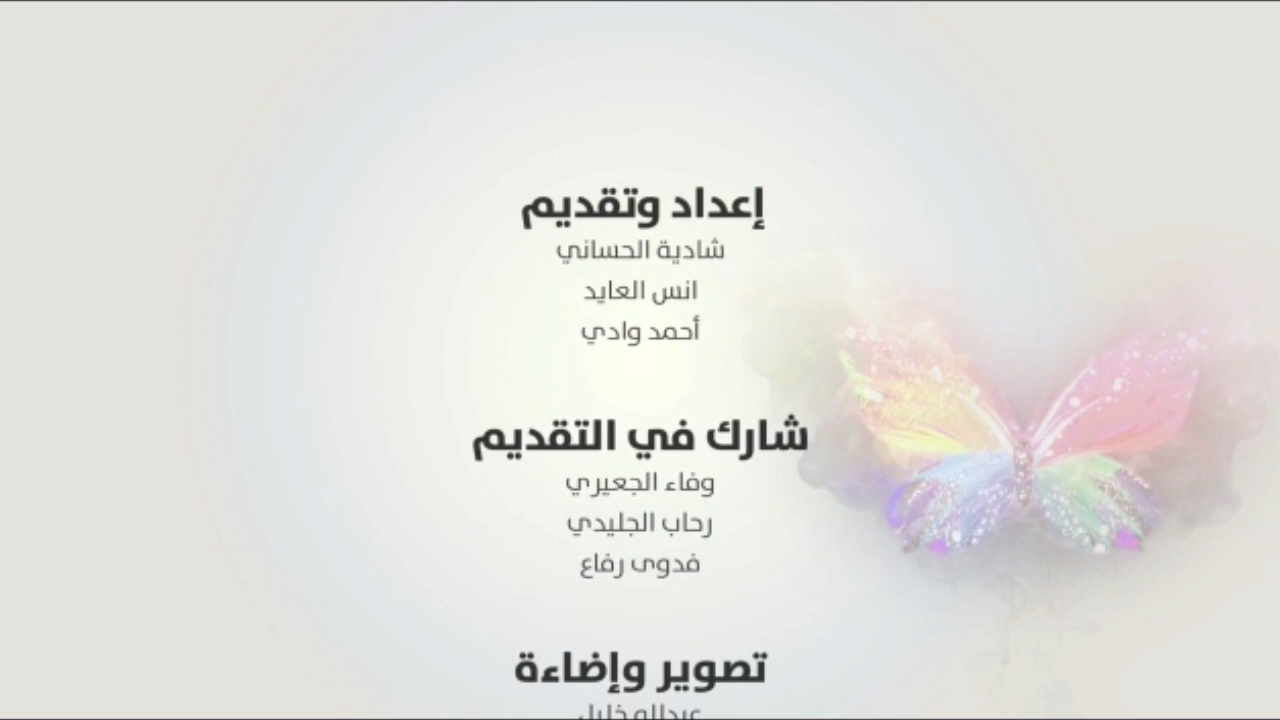 إعداد وتقديم
شادية الحساني
انس العايد
أحمد وادي
شارك في التقديم
وفاء الجعيري
رحاب الجليدي
فدوى رفاع
تصوير وإضاءة